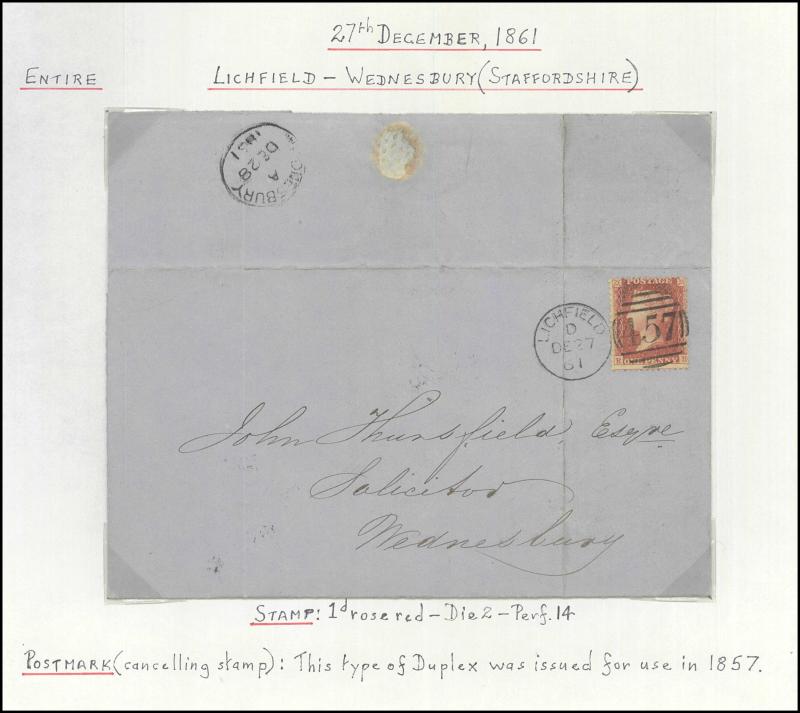 27th DECEMBER, 1861
ENTIRE
LICHFIELD – WEDNESBURY (STAFFORDSHIRE)
WEDNESBURY
A
DE 28
1861
POSTAGE
LICHFIELD
D
DE 27
61
457
ONE PENNY
John Thursfield, Esqre
Solicitor
Wednesbury
STAMP: 1d rose red – Die 2 – Perf. 14
POSTMARK (cancelling stamp): This type of Duplex was issued for use in 1857.